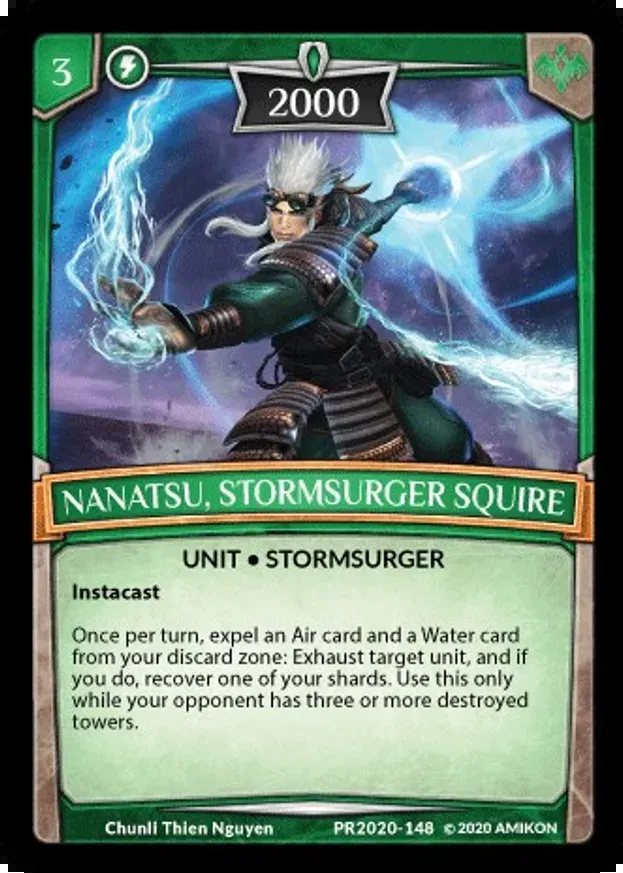 3
2000
NANATSU, STORMSURGER SQUIRE
UNIT • STORMSURGER
Instacast
Once per turn, expel an Air card and a Water card
from your discard zone: Exhaust target unit, and if
you do, recover one of your shards. Use this only
while your opponent has three or more destroyed
towers.
Chunli Thien Nguyen PR2020-148 © 2020 AMIKON